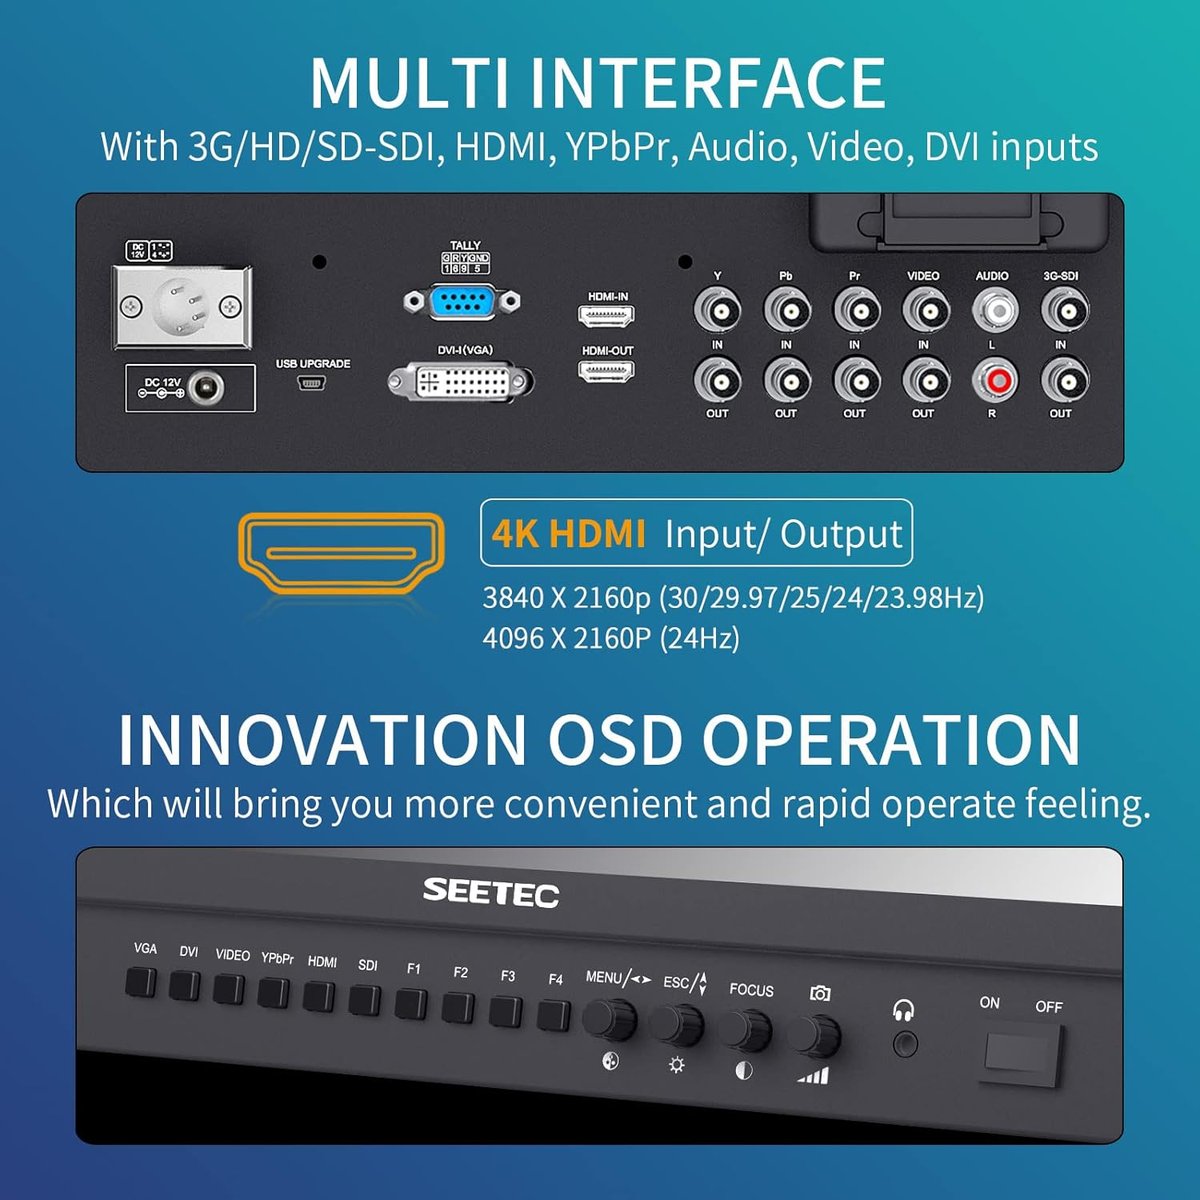 MULTI INTERFACE
With 3G/HD/SD-SDI, HDMI, YPbPr, Audio, Video, DVI inputs
DC 12V 1 "-" 4 "+"
TALLY
G R Y GND
1 6 9 5
HDMI-IN
Y Pb Pr VIDEO AUDIO 3G-SDI
IN IN IN IN L IN
DVI-I(VGA)
HDMI-OUT
USB UPGRADE
DC 12V
OUT OUT OUT OUT R OUT
4K HDMI Input/ Output
3840 X 2160p (30/29.97/25/24/23.98Hz)
4096 X 2160P (24Hz)
INNOVATION OSD OPERATION
Which will bring you more convenient and rapid operate feeling.
SEETEC
VGA DVI VIDEO YPbPr HDMI SDI F1 F2 F3 F4 MENU/ ESC/ FOCUS ON OFF